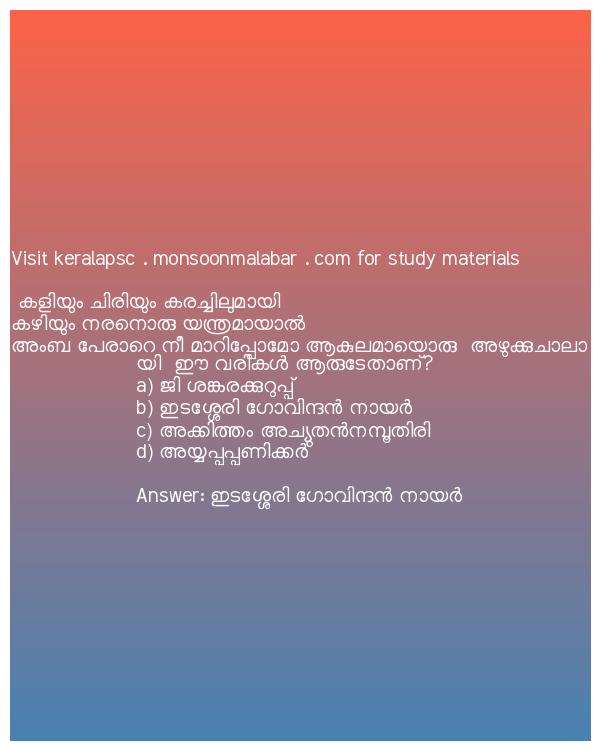 Visit keralapsc . monsoonmalabar . com for study materials
കളിയും ചിരിയും കരച്ചിലുമായി
കഴിയും നരനൊരു യന്ത്രമായാൽ
അംബ പേരാറെ നീ മാറിപ്പോമോ ആകുലമായൊരു അഴുക്കുചാലാ
യി ഈ വരികൾ ആരുടേതാണ്?
a) ജി ശങ്കരക്കുറുപ്പ്
b) ഇടശ്ശേരി ഗോവിന്ദൻ നായർ
c) അക്കിത്തം അച്യുതൻനമ്പൂതിരി
d) അയ്യപ്പപ്പണിക്കർ
Answer: ഇടശ്ശേരി ഗോവിന്ദൻ നായർ